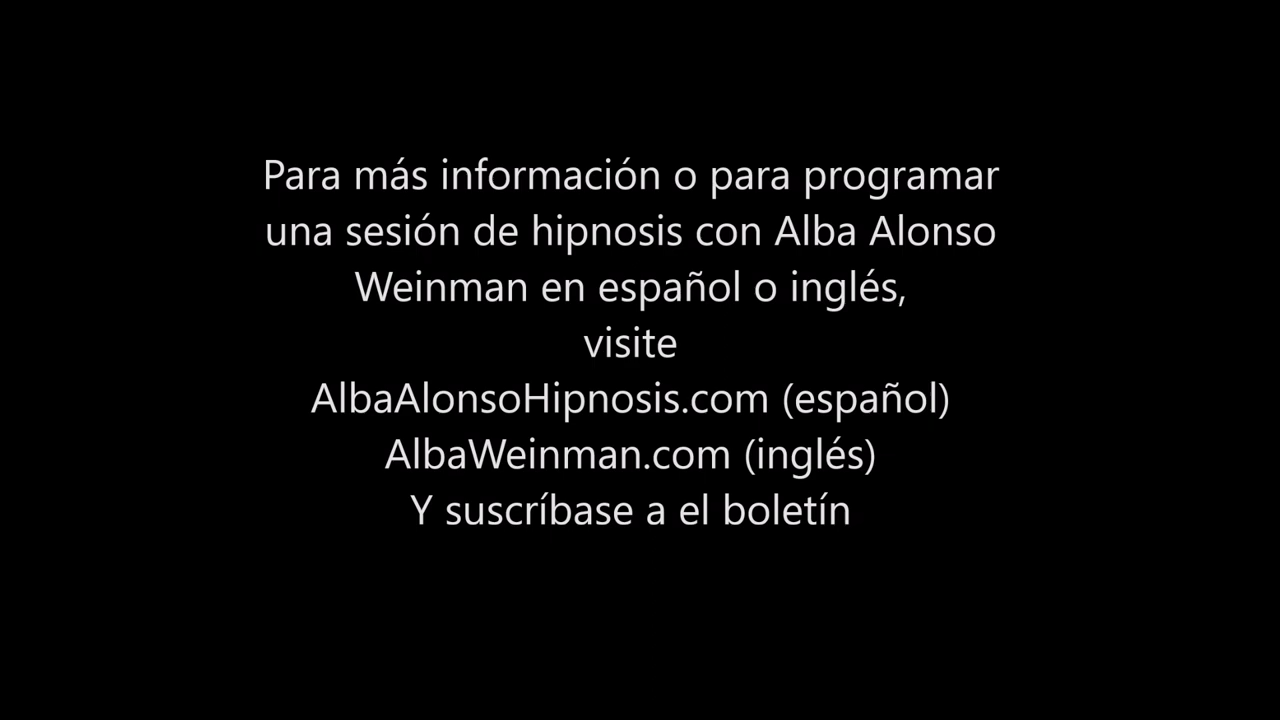 Para más información o para programar
una sesión de hipnosis con Alba Alonso
Weinman en español o inglés,
visite
AlbaAlonsoHipnosis.com (español)
AlbaWeinman.com (inglés)
Y suscríbase a el boletín